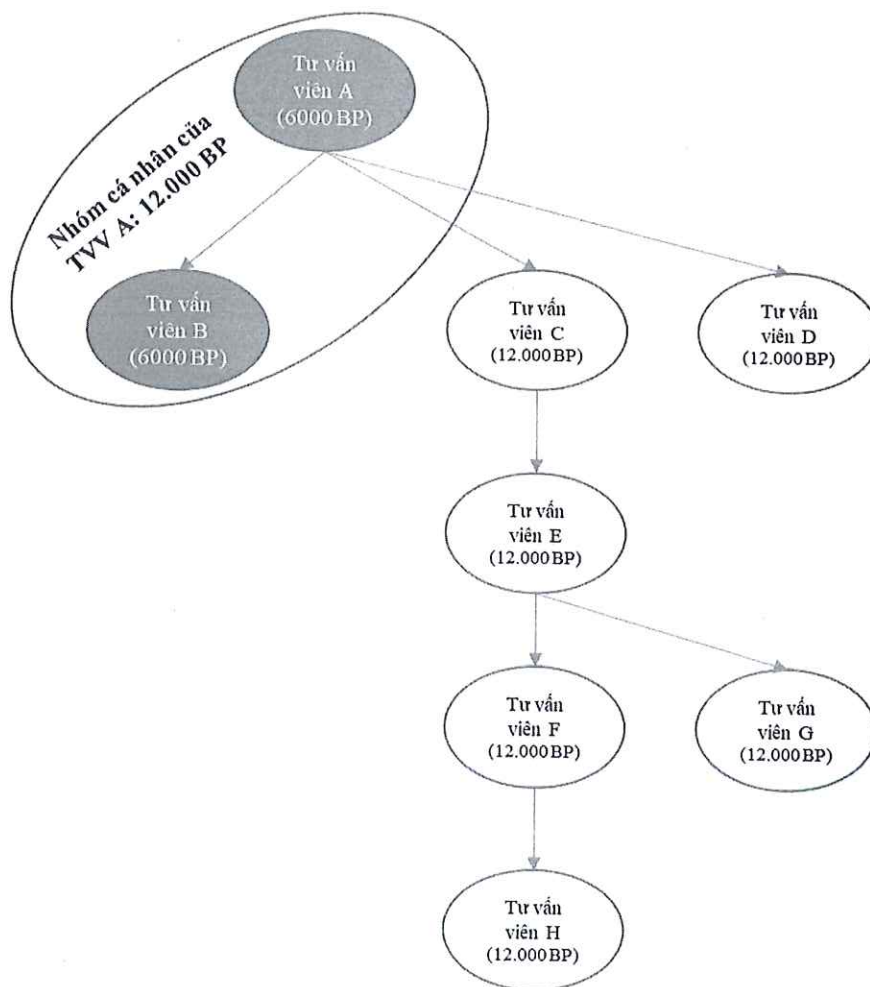 Tư vấn
viên A
(6000 BP)
Nhóm cá nhân của
TVV A: 12.000 BP
Tư vấn
viên B
(6000 BP)
Tư vấn
viên C
(12.000 BP)
Tư vấn
viên D
(12.000 BP)
Tư vấn
viên E
(12.000 BP)
Tư vấn
viên F
(12.000 BP)
Tư vấn
viên G
(12.000 BP)
Tư vấn
viên H
(12.000 BP)